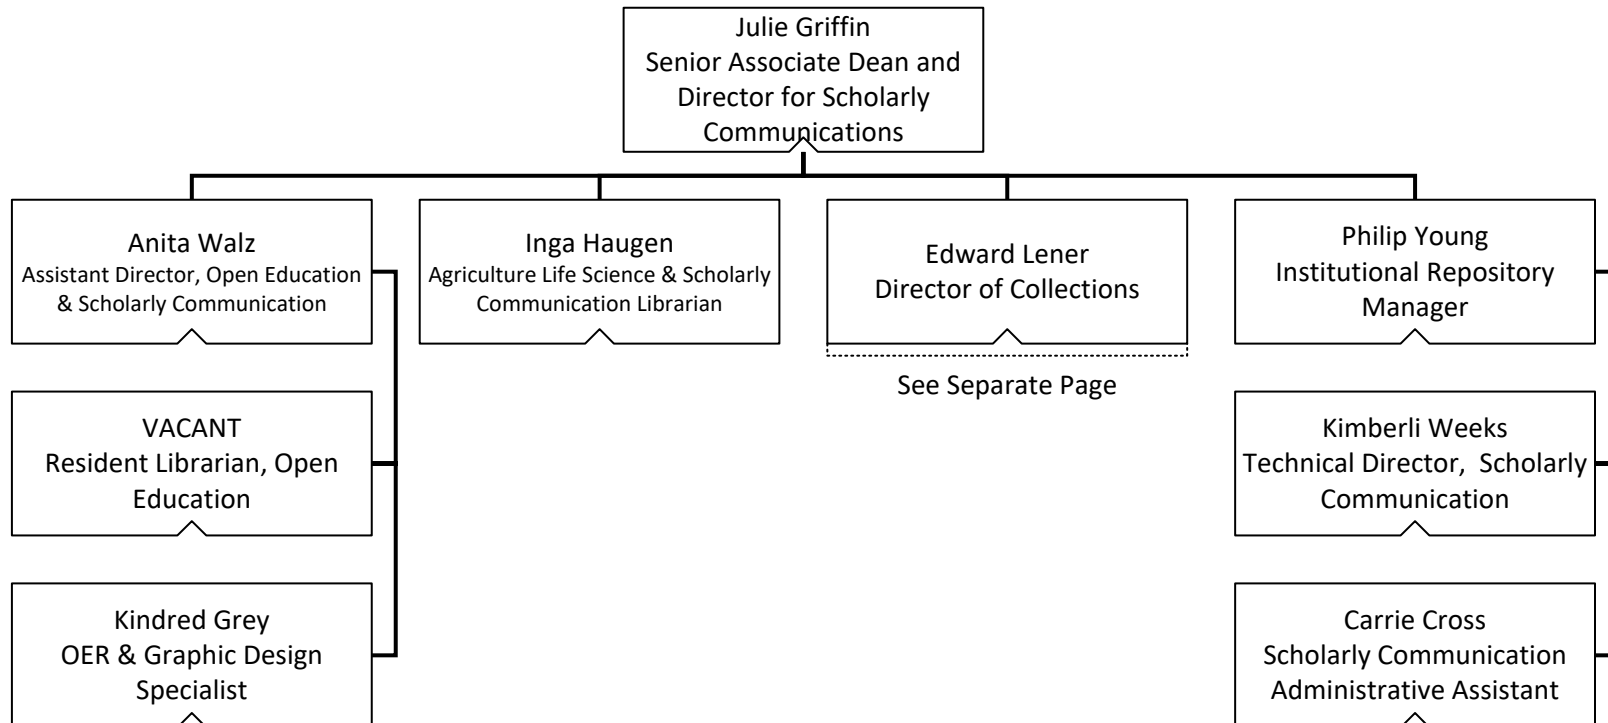 Julie Griffin
Senior Associate Dean and
Director for Scholarly
Communications
Anita Walz
Assistant Director, Open Education
& Scholarly Communication
Inga Haugen
Agriculture Life Science & Scholarly
Communication Librarian
Edward Lener
Director of Collections
Philip Young
Institutional Repository
Manager
See Separate Page
VACANT
Resident Librarian, Open
Education
Kimberli Weeks
Technical Director,  Scholarly
Communication
Kindred Grey
OER & Graphic Design
Specialist
Carrie Cross
Scholarly Communication
Administrative Assistant